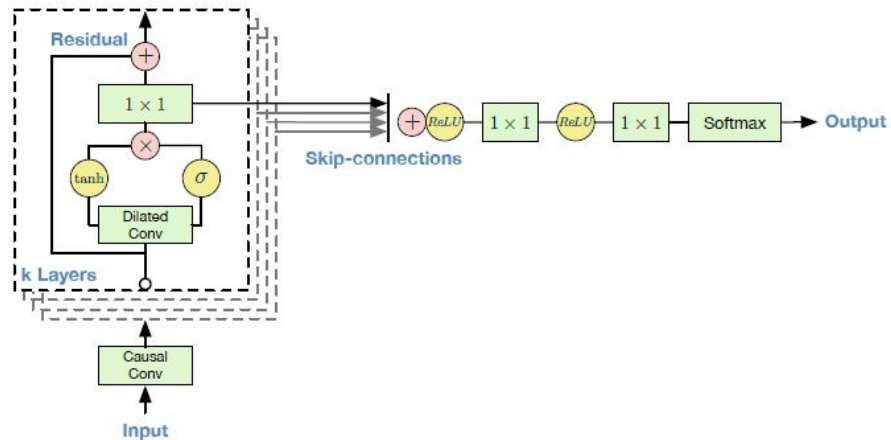 Residual
+
1 × 1
×
tanh
σ
Dilated
Conv
k Layers
Causal
Conv
Input
Skip-connections
+
ReLU
1 × 1
ReLU
1 × 1
Softmax
Output